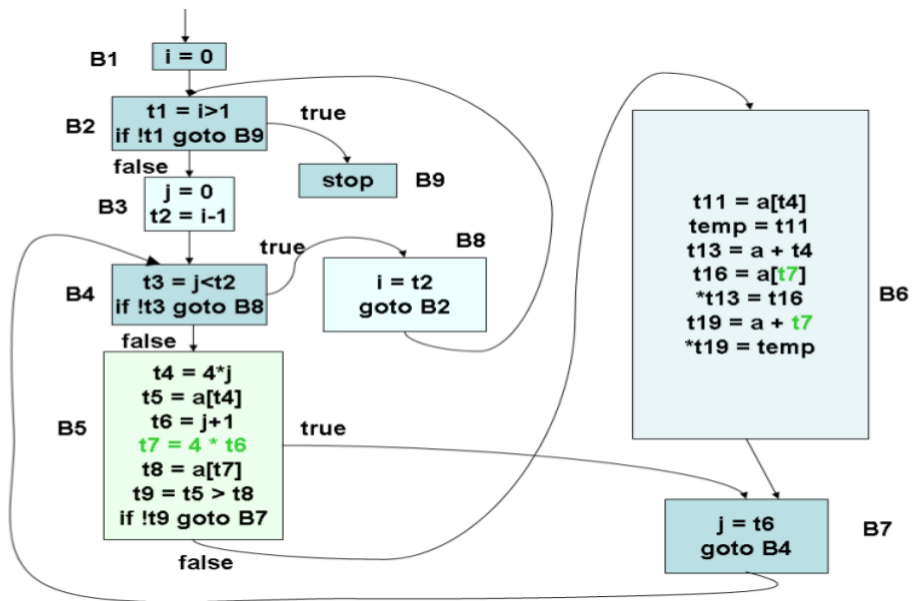 B1
i = 0
B2
t1 = i>1
if !t1 goto B9
true
false
stop
B9
B3
j = 0
t2 = i-1
true
B8
B4
t3 = j<t2
if !t3 goto B8
i = t2
goto B2
false
B5
t4 = 4*j
t5 = a[t4]
t6 = j+1
t7 = 4 * t6
t8 = a[t7]
t9 = t5 > t8
if !t9 goto B7
true
false
t11 = a[t4]
temp = t11
t13 = a + t4
t16 = a[t7]
*t13 = t16
t19 = a + t7
*t19 = temp
B6
j = t6
goto B4
B7